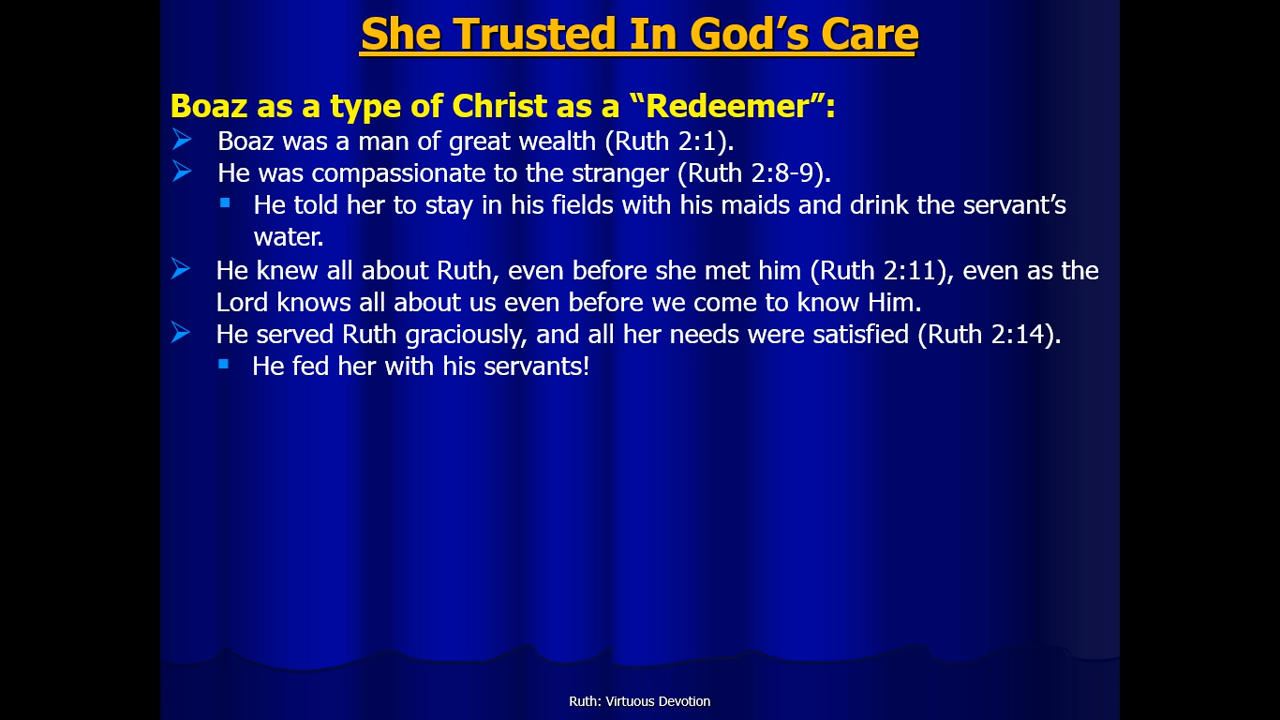 She Trusted In God’s Care
Boaz as a type of Christ as a “Redeemer”:
Boaz was a man of great wealth (Ruth 2:1).
He was compassionate to the stranger (Ruth 2:8-9).
He told her to stay in his fields with his maids and drink the servant’s
water.
He knew all about Ruth, even before she met him (Ruth 2:11), even as the
Lord knows all about us even before we come to know Him.
He served Ruth graciously, and all her needs were satisfied (Ruth 2:14).
He fed her with his servants!
Ruth: Virtuous Devotion